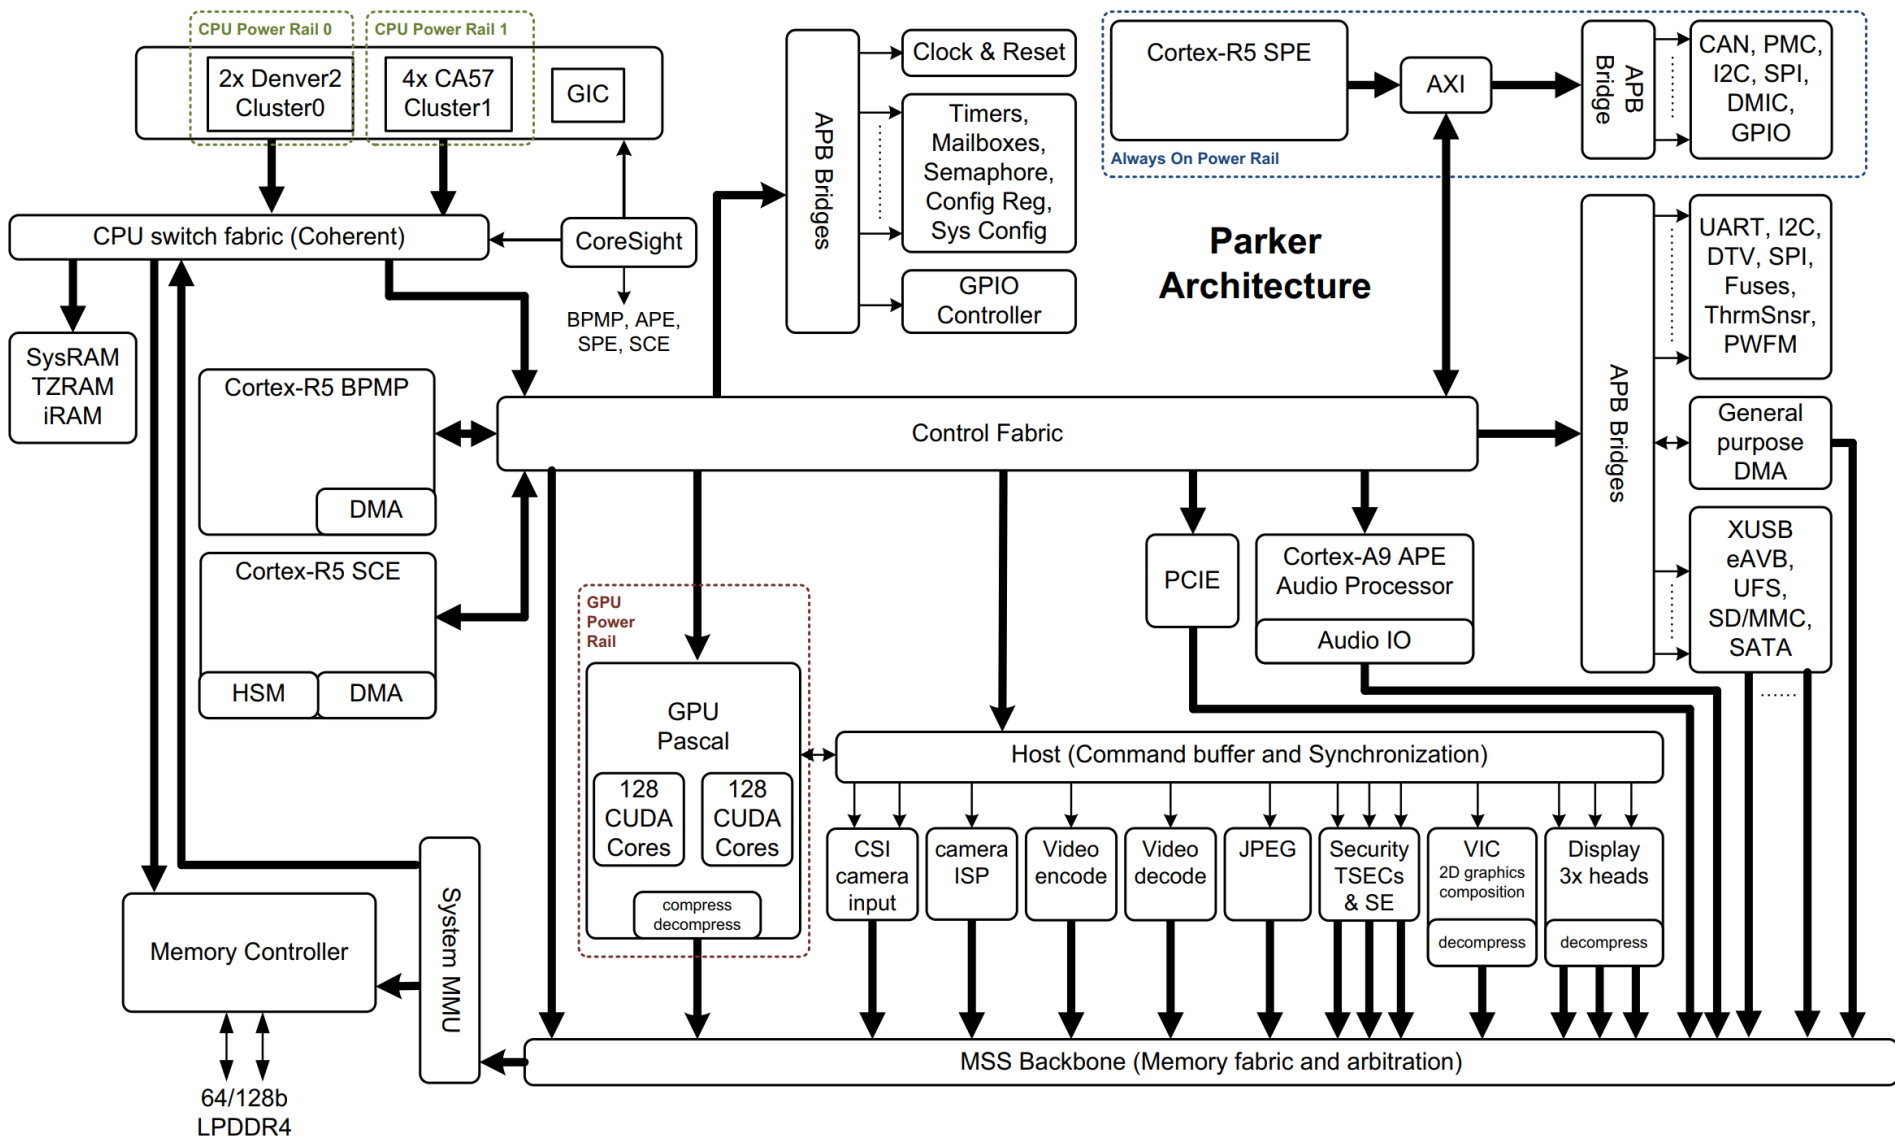 CPU Power Rail 0
CPU Power Rail 1
2x Denver2
Cluster0
4x CA57
Cluster1
GIC
CPU switch fabric (Coherent)
CoreSight
BPMP, APE,
SPE, SCE
SysRAM
TZRAM
iRAM
APB Bridges
Clock & Reset
Timers,
Mailboxes,
Semaphore,
Config Reg,
Sys Config
GPIO
Controller
Cortex-R5 SPE
AXI
APB
Bridge
CAN, PMC,
I2C, SPI,
DMIC,
GPIO
Always On Power Rail
Parker
Architecture
APB Bridges
UART, I2C,
DTV, SPI,
Fuses,
ThrmSnsr,
PWFM
General
purpose
DMA
XUSB
eAVB,
UFS,
SD/MMC,
SATA
Cortex-R5 BPMP
DMA
Control Fabric
Cortex-R5 SCE
HSM
DMA
GPU
Power
Rail
GPU
Pascal
128
CUDA
Cores
128
CUDA
Cores
compress
decompress
PCIE
Cortex-A9 APE
Audio Processor
Audio IO
Host (Command buffer and Synchronization)
CSI
camera
input
camera
ISP
Video
encode
Video
decode
JPEG
Security
TSECs
& SE
VIC
2D graphics
composition
decompress
Display
3x heads
decompress
Memory Controller
System MMU
64/128b
LPDDR4
MSS Backbone (Memory fabric and arbitration)